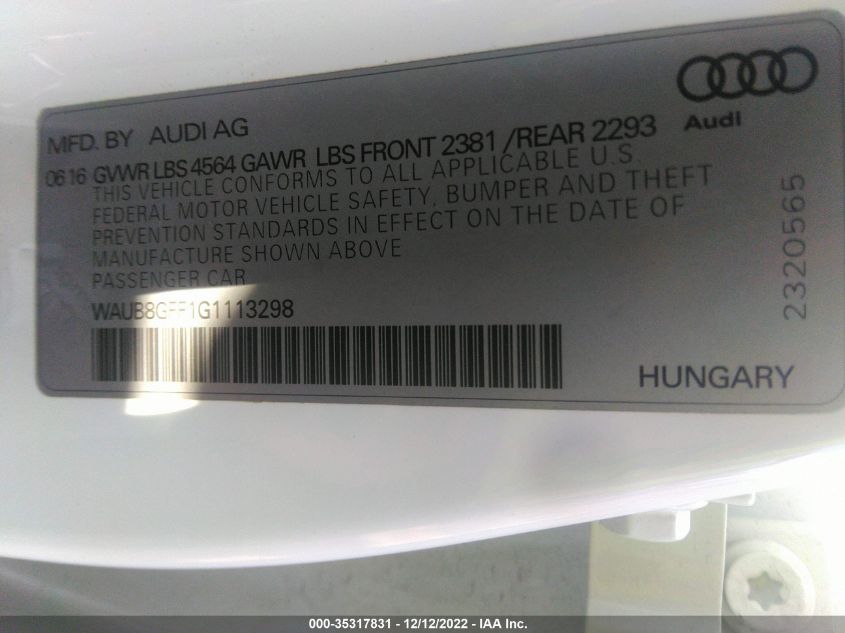 MFD. BY AUDI AG
Audi
06 16 GVWR LBS 4564 GAWR LBS FRONT 2381 /REAR 2293
THIS VEHICLE CONFORMS TO ALL APPLICABLE U.S.
FEDERAL MOTOR VEHICLE SAFETY, BUMPER AND THEFT
PREVENTION STANDARDS IN EFFECT ON THE DATE OF
MANUFACTURE SHOWN ABOVE
PASSENGER CAR
WAUB8GFF1G1113298
2320565
HUNGARY
000-35317831 - 12/12/2022 - IAA Inc.